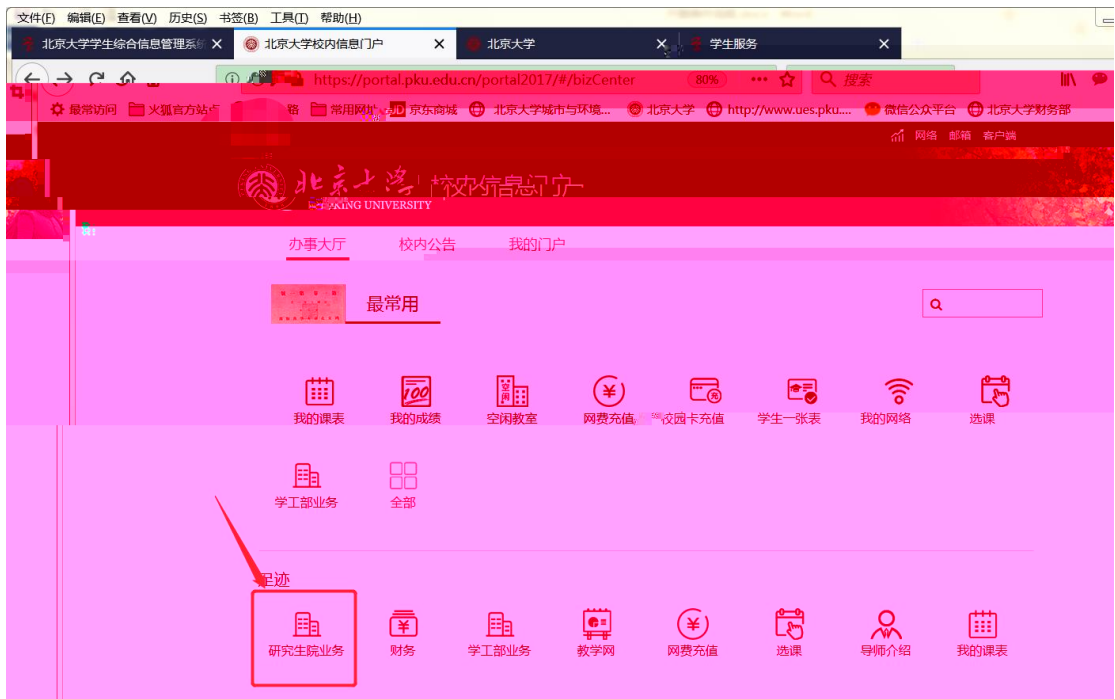 文件(F) 编辑(E) 查看(V) 历史(S) 书签(B) 工具(T) 帮助(H)
北京大学学生综合信息管理系统 北京大学校内信息门户 北京大学 学生服务
https://portal.pku.edu.cn/portal2017/#/bizCenter 80% 搜索
最常访问 火狐官方站点 常用网址 JD 京东商城 北京大学城市与环境... 北京大学 http://www.ues.pku.... 微信公众平台 北京大学财务部
网络 邮箱 客户端
北京大学 校内信息门户
PEKING UNIVERSITY
办事大厅 校内公告 我的门户
最常用
我的课表 我的成绩 空闲教室 网费充值 校园卡充值 学生一张表 我的网络 选课
学工部业务 全部
足迹
研究生院业务 财务 学工部业务 教学网 网费充值 选课 导师介绍 我的课表